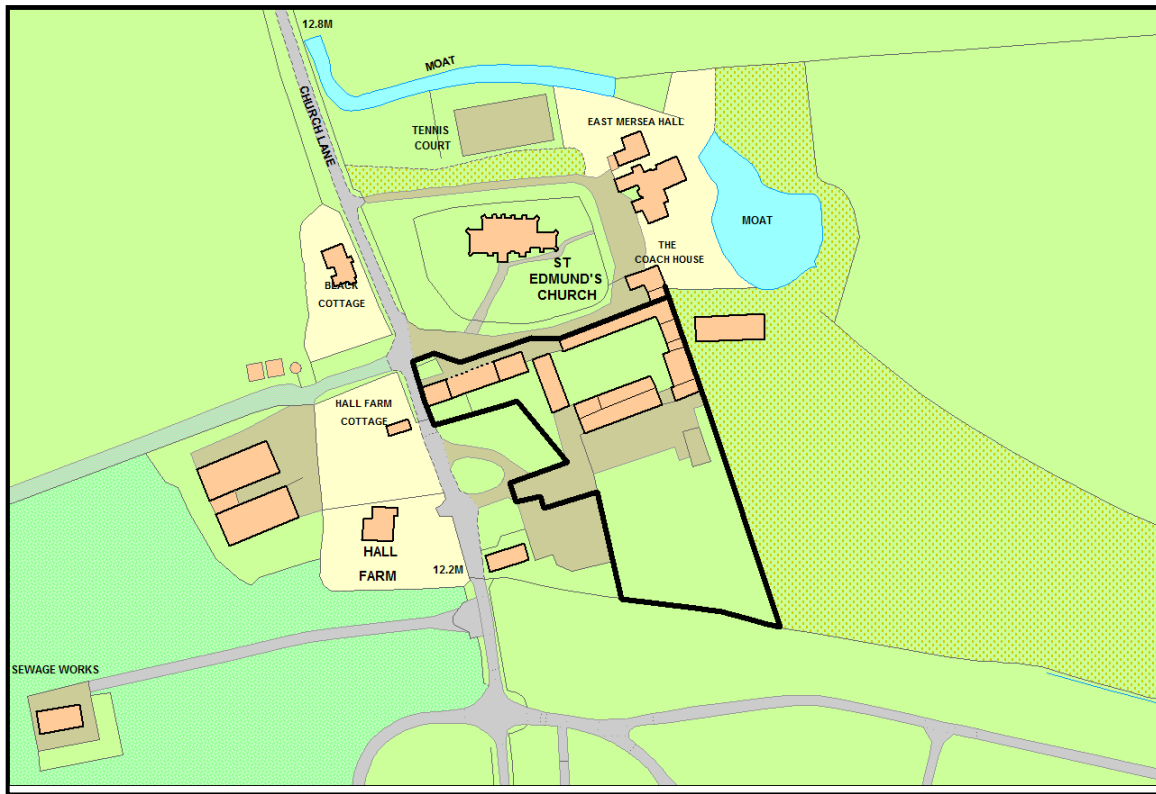 12.8M
MOAT
CHURCH LANE
TENNIS
COURT
EAST MERSEA HALL
MOAT
THE
COACH HOUSE
ST
EDMUND'S
CHURCH
BLACK
COTTAGE
HALL FARM
COTTAGE
HALL
FARM
12.2M
SEWAGE WORKS